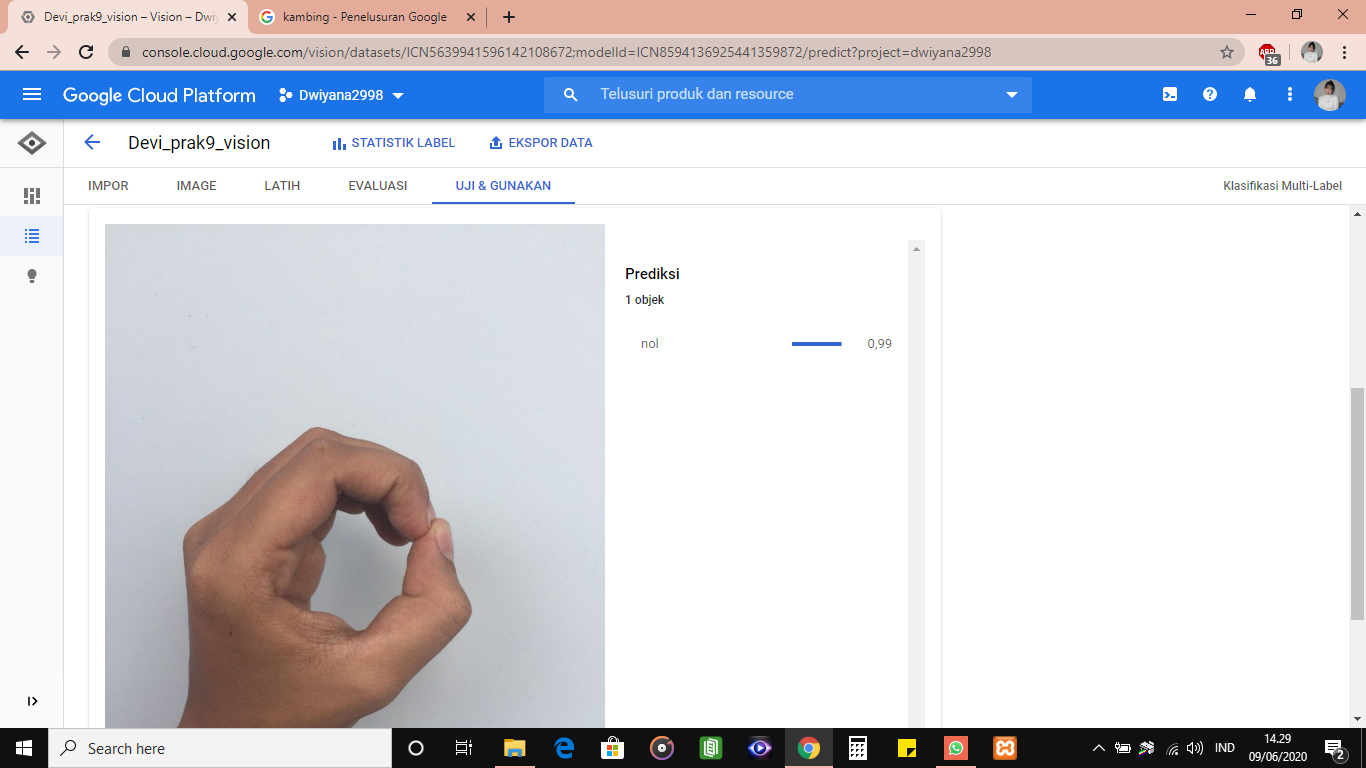 Devi_prak9_vision – Vision – Dwiy
kambing - Penelusuran Google
console.cloud.google.com/vision/datasets/ICN5639941596142108672:modelId=ICN8594136925441359872/predict?project=dwiyana2998
ABP
36
Google Cloud Platform
Dwiyana2998
Telusuri produk dan resource
Devi_prak9_vision
STATISTIK LABEL
EKSPOR DATA
IMPOR
IMAGE
LATIH
EVALUASI
UJI & GUNAKAN
Klasifikasi Multi-Label
Prediksi
1 objek
nol
0,99
Search here
IND
14.29
09/06/2020
2